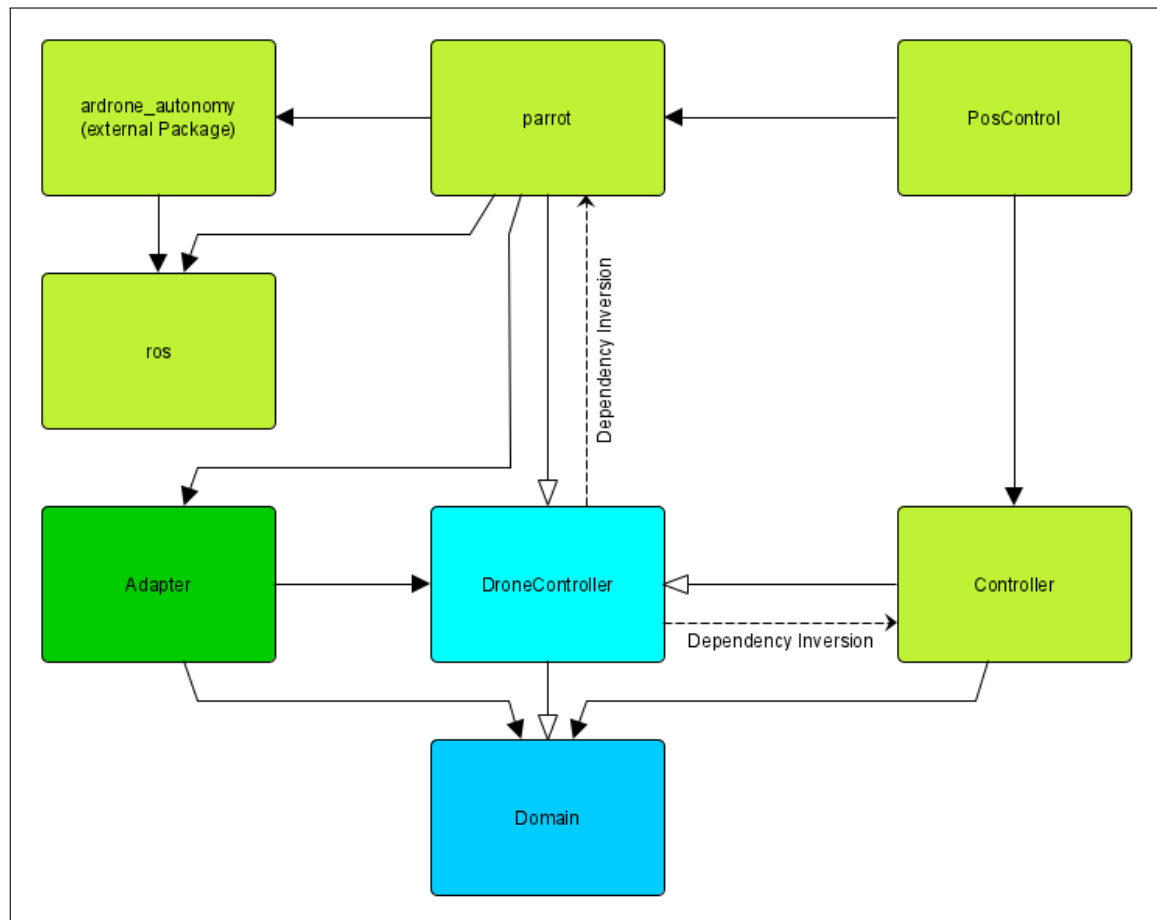 ardrone_autonomy
(external Package)
parrot
PosControl
ros
Dependency Inversion
Adapter
DroneController
Controller
Dependency Inversion
Domain